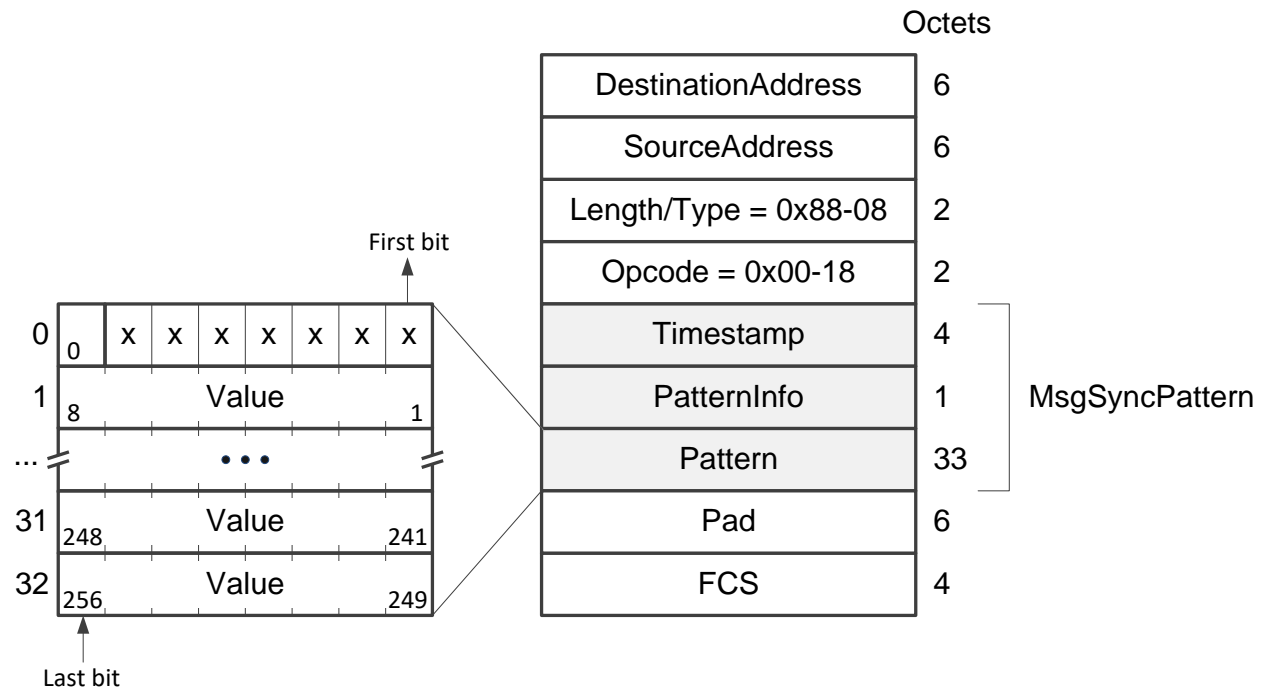 Octets
DestinationAddress 6
SourceAddress 6
Length/Type = 0x88-08 2
Opcode = 0x00-18 2
Timestamp 4
PatternInfo 1
Pattern 33
Pad 6
FCS 4
MsgSyncPattern
First bit
0 0 x x x x x x x
1 8 Value 1
... •••
31 248 Value 241
32 256 Value 249
Last bit